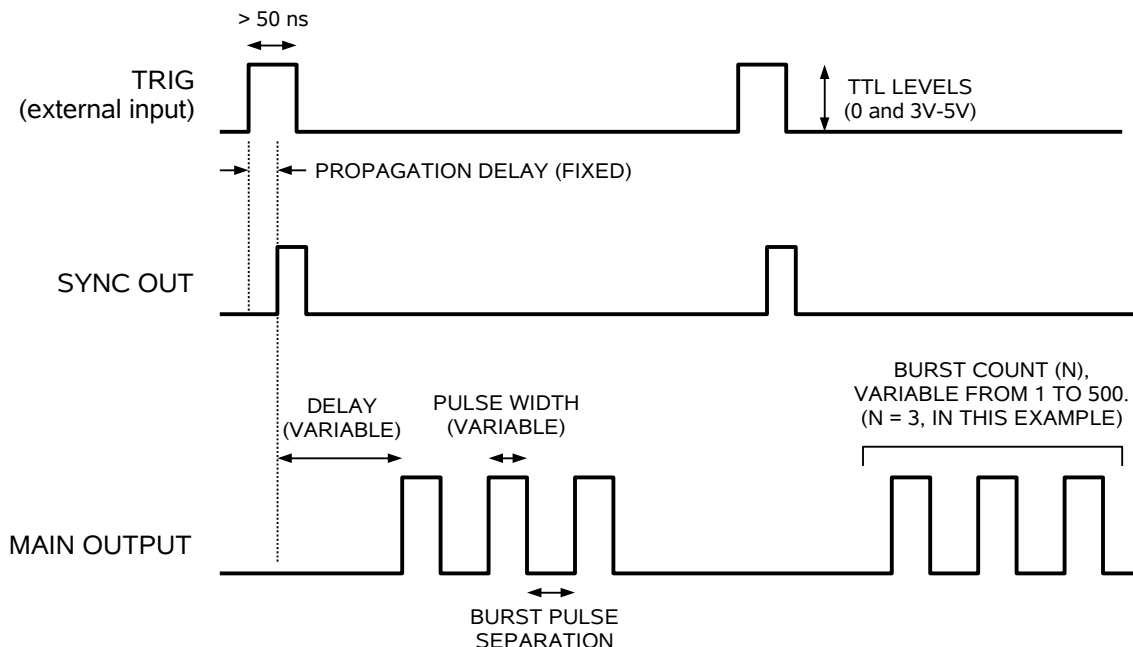 > 50 ns
TRIG
(external input)
TTL LEVELS
(0 and 3V-5V)
PROPAGATION DELAY (FIXED)
SYNC OUT
BURST COUNT (N),
VARIABLE FROM 1 TO 500.
(N = 3, IN THIS EXAMPLE)
DELAY
(VARIABLE)
PULSE WIDTH
(VARIABLE)
MAIN OUTPUT
BURST PULSE
SEPARATION